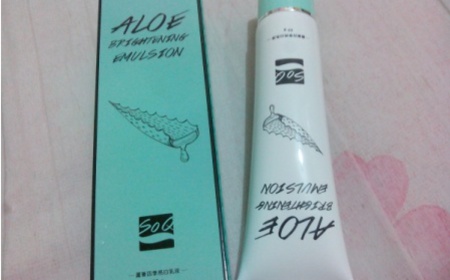 ALOE
BRIGHTENING
EMULSION
SoQ
ALOE
BRIGHTENING
EMULSION
SoQ